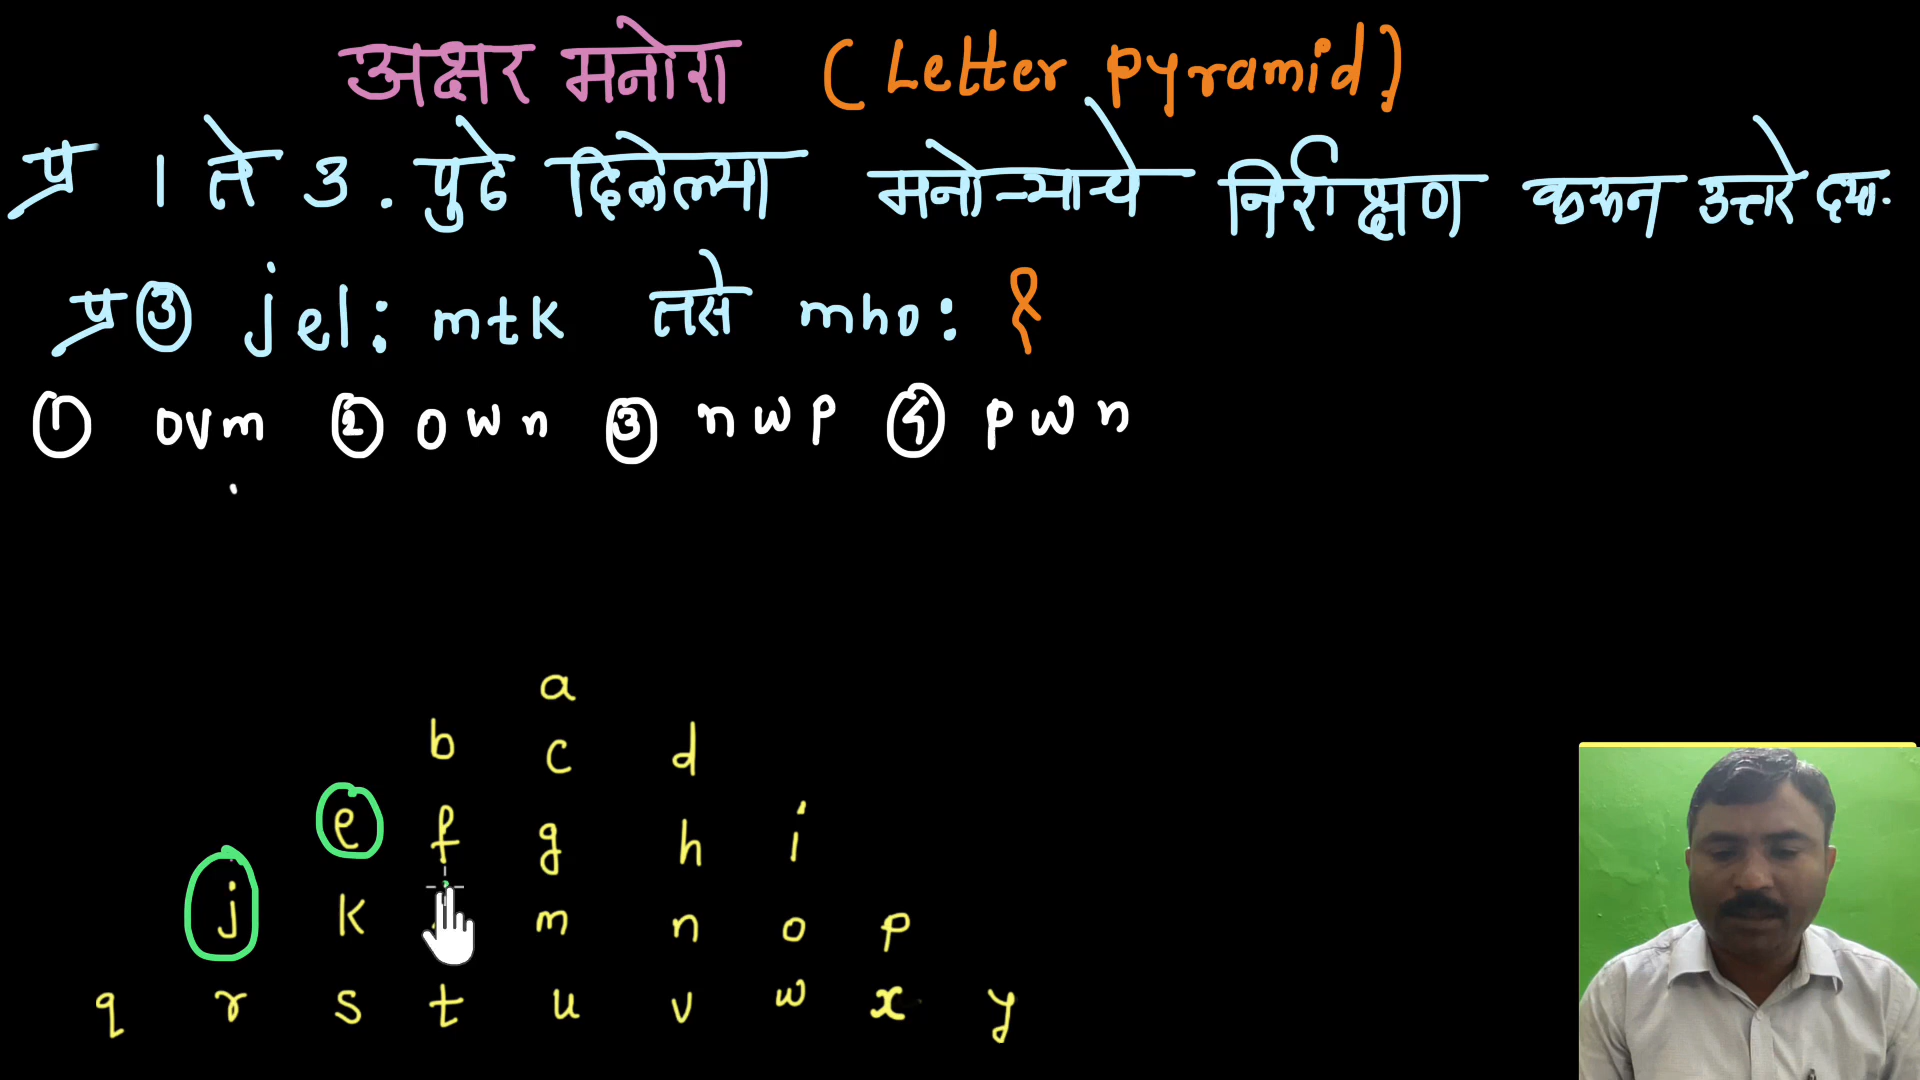 अक्षर मनोरा (Letter pyramid)
प्र 1 ते 3. पुढे दिलेल्या मनोऱ्याचे निरीक्षण करून उत्तरे द्या.
प्र ③ jel: mtk तसे mho: ?
① ovm ② own ③ nwp ④ pwn
a
b c d
e f g h i
j k m n o p
q r s t u v w x y